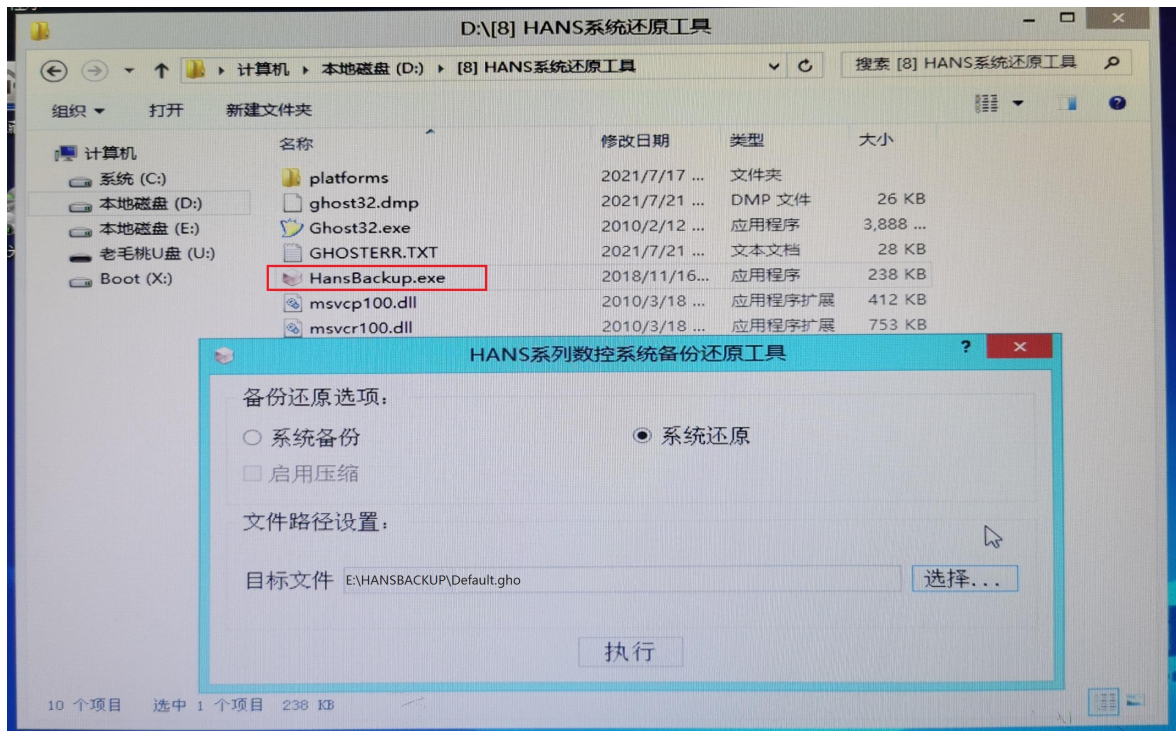 D:\[8] HANS系统还原工具
计算机 本地磁盘 (D:) [8] HANS系统还原工具
搜索 [8] HANS系统还原工具
组织 打开 新建文件夹
名称 修改日期 类型 大小
计算机
系统 (C:)
本地磁盘 (D:)
本地磁盘 (E:)
老毛桃U盘 (U:)
Boot (X:)
platforms 2021/7/17 ... 文件夹
ghost32.dmp 2021/7/21 ... DMP 文件 26 KB
Ghost32.exe 2010/2/12 ... 应用程序 3,888 ...
GHOSTERR.TXT 2021/7/21 ... 文本文档 28 KB
HansBackup.exe 2018/11/16... 应用程序 238 KB
msvcp100.dll 2010/3/18 ... 应用程序扩展 412 KB
msvcr100.dll 2010/3/18 ... 应用程序扩展 753 KB
HANS系列数控系统备份还原工具
?
备份还原选项:
系统备份 系统还原
启用压缩
文件路径设置:
目标文件 E:\HANSBACKUP\Default.gho 选择...
执行
10 个项目 选中 1 个项目 238 KB